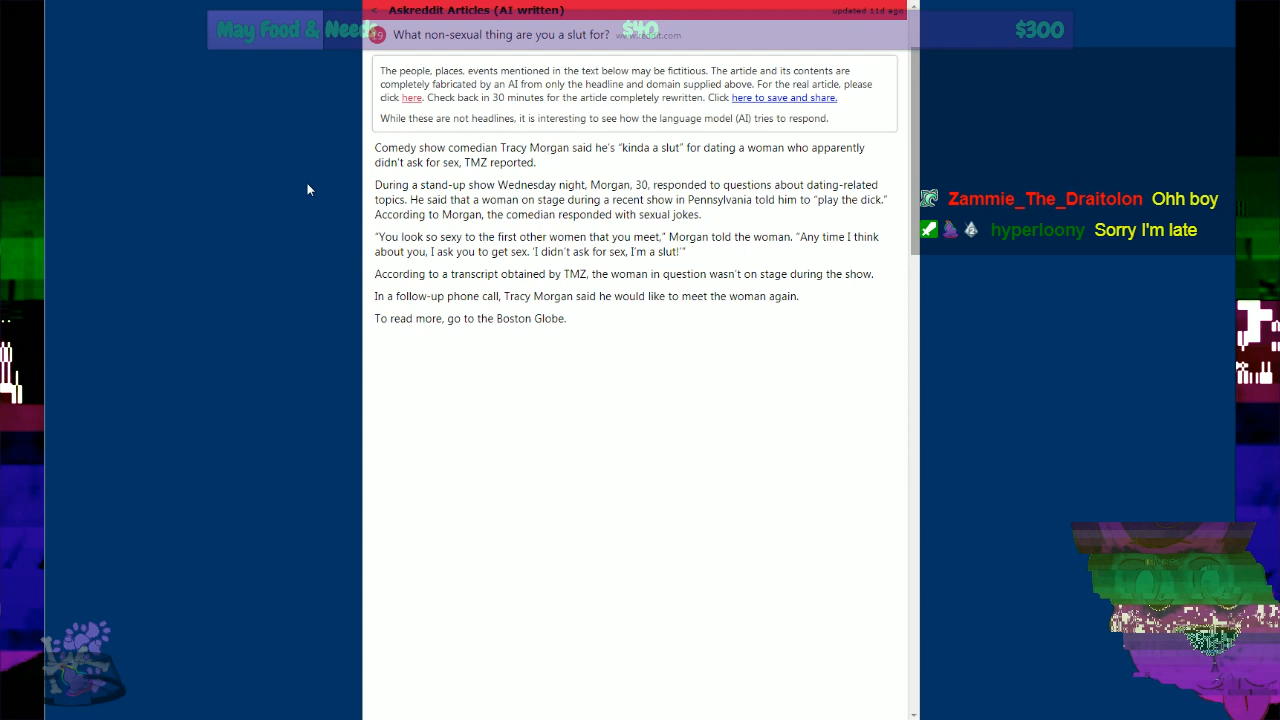 < Askreddit Articles (AI written) updated 11d ago
May Food & Needs $40 $300
19 What non-sexual thing are you a slut for? www.reddit.com
The people, places, events mentioned in the text below may be fictitious. The article and its contents are
completely fabricated by an AI from only the headline and domain supplied above. For the real article, please
click here. Check back in 30 minutes for the article completely rewritten. Click here to save and share.
While these are not headlines, it is interesting to see how the language model (AI) tries to respond.
Comedy show comedian Tracy Morgan said he's “kinda a slut” for dating a woman who apparently
didn't ask for sex, TMZ reported.
During a stand-up show Wednesday night, Morgan, 30, responded to questions about dating-related
topics. He said that a woman on stage during a recent show in Pennsylvania told him to “play the dick.”
According to Morgan, the comedian responded with sexual jokes.
“You look so sexy to the first other women that you meet,” Morgan told the woman. “Any time I think
about you, I ask you to get sex. 'I didn't ask for sex, I'm a slut!'”
According to a transcript obtained by TMZ, the woman in question wasn't on stage during the show.
In a follow-up phone call, Tracy Morgan said he would like to meet the woman again.
To read more, go to the Boston Globe.
Zammie_The_Draitolon Ohh boy
hyperloony Sorry I'm late